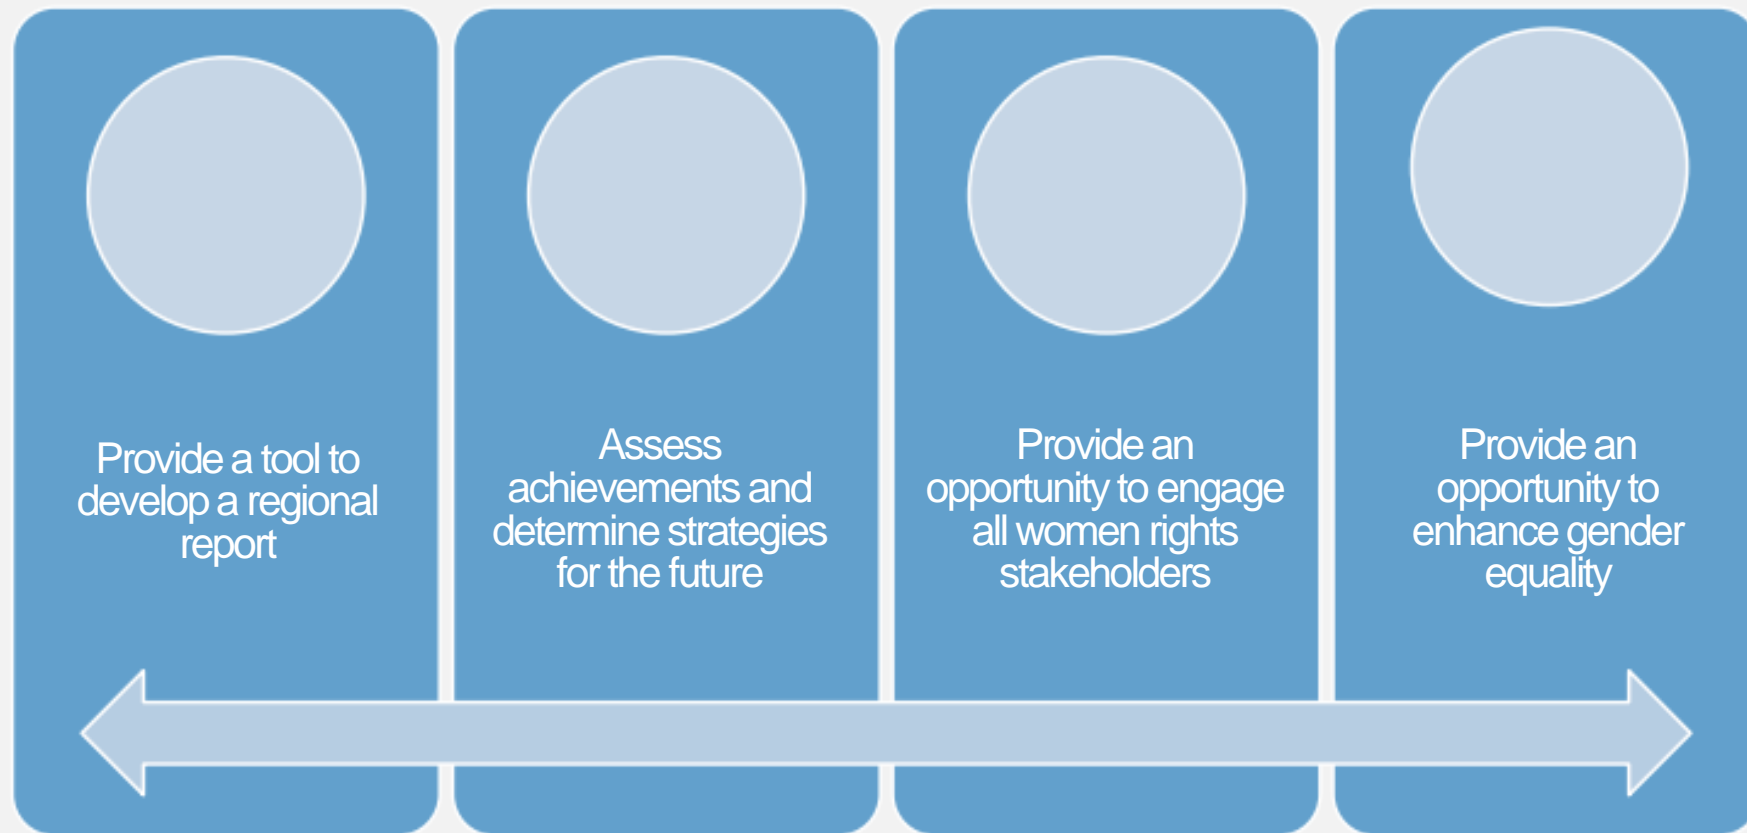 Provide a tool to
develop a regional
report
Assess
achievements and
determine strategies
for the future
Provide an
opportunity to engage
all women rights
stakeholders
Provide an
opportunity to
enhance gender
equality